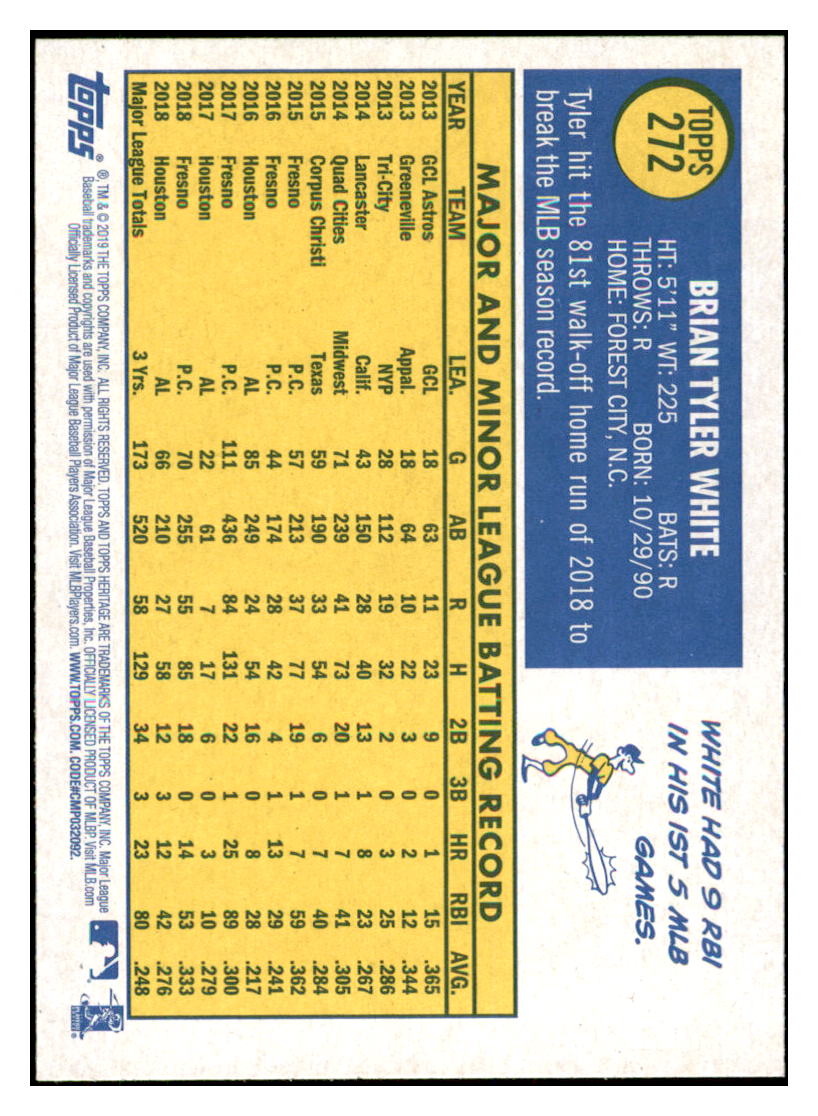 TOPPS
272
BRIAN TYLER WHITE
HT: 5'11" WT: 225 BATS: R
THROWS: R BORN: 10/29/90
HOME: FOREST CITY, N.C.
Tyler hit the 81st walk-off home run of 2018 to
break the MLB season record.
WHITE HAD 9 RBI
IN HIS 1ST 5 MLB
GAMES.
MAJOR AND MINOR LEAGUE BATTING RECORD
YEAR TEAM LEA. G AB R H 2B 3B HR RBI AVG.
2013 GCL Astros GCL 18 63 11 23 9 0 1 15 .365
2013 Greeneville Appal. 18 64 10 22 3 0 2 12 .344
2013 Tri-City NYP 28 112 19 32 2 0 3 25 .286
2014 Lancaster Calif. 43 150 28 40 13 1 8 23 .267
2014 Quad Cities Midwest 71 239 41 73 20 1 7 41 .305
2015 Corpus Christi Texas 59 190 33 54 6 0 7 40 .284
2015 Fresno P.C. 57 213 37 77 19 1 7 59 .362
2016 Fresno P.C. 44 174 28 42 4 1 13 29 .241
2016 Houston AL 85 249 24 54 16 0 8 28 .217
2017 Fresno P.C. 111 436 84 131 22 1 25 89 .300
2017 Houston AL 22 61 7 17 6 0 3 10 .279
2018 Fresno P.C. 70 255 55 85 18 0 14 53 .333
2018 Houston AL 66 210 27 58 12 3 12 42 .276
Major League Totals 3 Yrs. 173 520 58 129 34 3 23 80 .248
topps
®, TM & © 2019 THE TOPPS COMPANY, INC. ALL RIGHTS RESERVED. TOPPS AND TOPPS HERITAGE ARE TRADEMARKS OF THE TOPPS COMPANY, INC. Major League
Baseball trademarks and copyrights are used with permission of Major League Baseball Properties, Inc. OFFICIALLY LICENSED PRODUCT OF MLBP. Visit MLB.com
Officially Licensed Product of Major League Baseball Players Association. Visit MLBPlayers.com. WWW.TOPPS.COM. CODE#CMP032092.